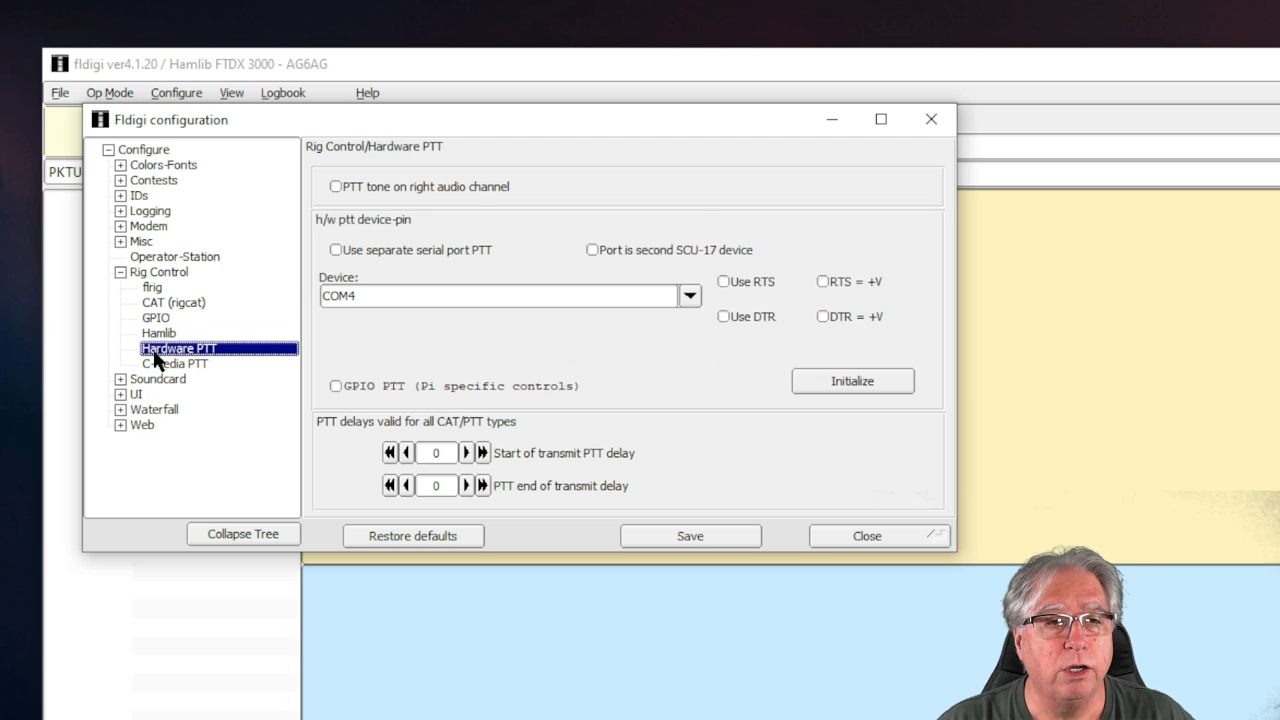 fldigi ver4.1.20 / Hamlib FTDX 3000 - AG6AG
File Op Mode Configure View Logbook Help
Fldigi configuration
PKTU
Configure
Colors-Fonts
Contests
IDs
Logging
Modem
Misc
Operator-Station
Rig Control
flrig
CAT (rigcat)
GPIO
Hamlib
Hardware PTT
C-Media PTT
Soundcard
UI
Waterfall
Web
Collapse Tree
Rig Control/Hardware PTT
PTT tone on right audio channel
h/w ptt device-pin
Use separate serial port PTT Port is second SCU-17 device
Device:
COM4
Use RTS RTS = +V
Use DTR DTR = +V
GPIO PTT (Pi specific controls)
Initialize
PTT delays valid for all CAT/PTT types
0 Start of transmit PTT delay
0 PTT end of transmit delay
Restore defaults Save Close